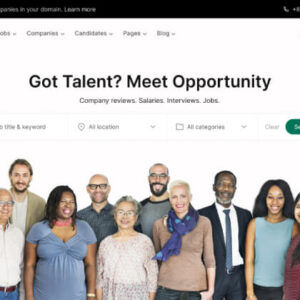 panies in your domain. Learn more
obs Companies Candidates Pages Blog
Got Talent? Meet Opportunity
Company reviews. Salaries. Interviews. Jobs.
title & keyword All location All categories Clear